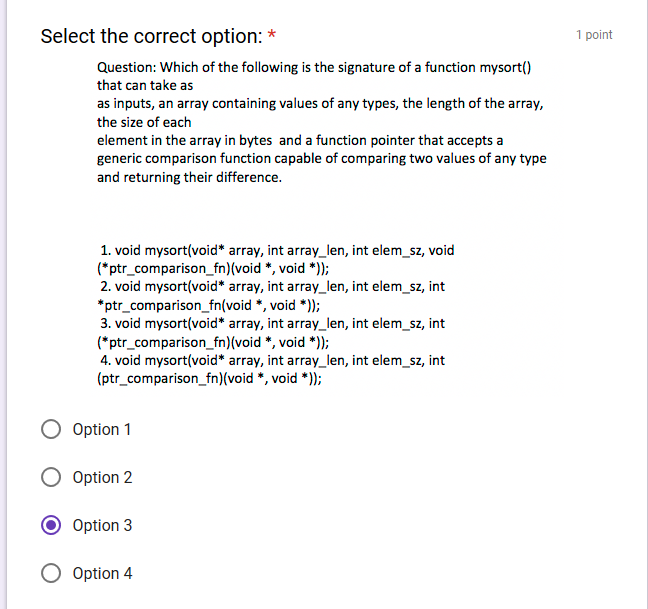 Select the correct option: *
1 point
Question: Which of the following is the signature of a function mysort()
that can take as
as inputs, an array containing values of any types, the length of the array,
the size of each
element in the array in bytes  and a function pointer that accepts a
generic comparison function capable of comparing two values of any type
and returning their difference.
1. void mysort(void* array, int array_len, int elem_sz, void
(*ptr_comparison_fn)(void *, void *));
2. void mysort(void* array, int array_len, int elem_sz, int
*ptr_comparison_fn(void *, void *));
3. void mysort(void* array, int array_len, int elem_sz, int
(*ptr_comparison_fn)(void *, void *));
4. void mysort(void* array, int array_len, int elem_sz, int
(ptr_comparison_fn)(void *, void *));
Option 1
Option 2
Option 3
Option 4